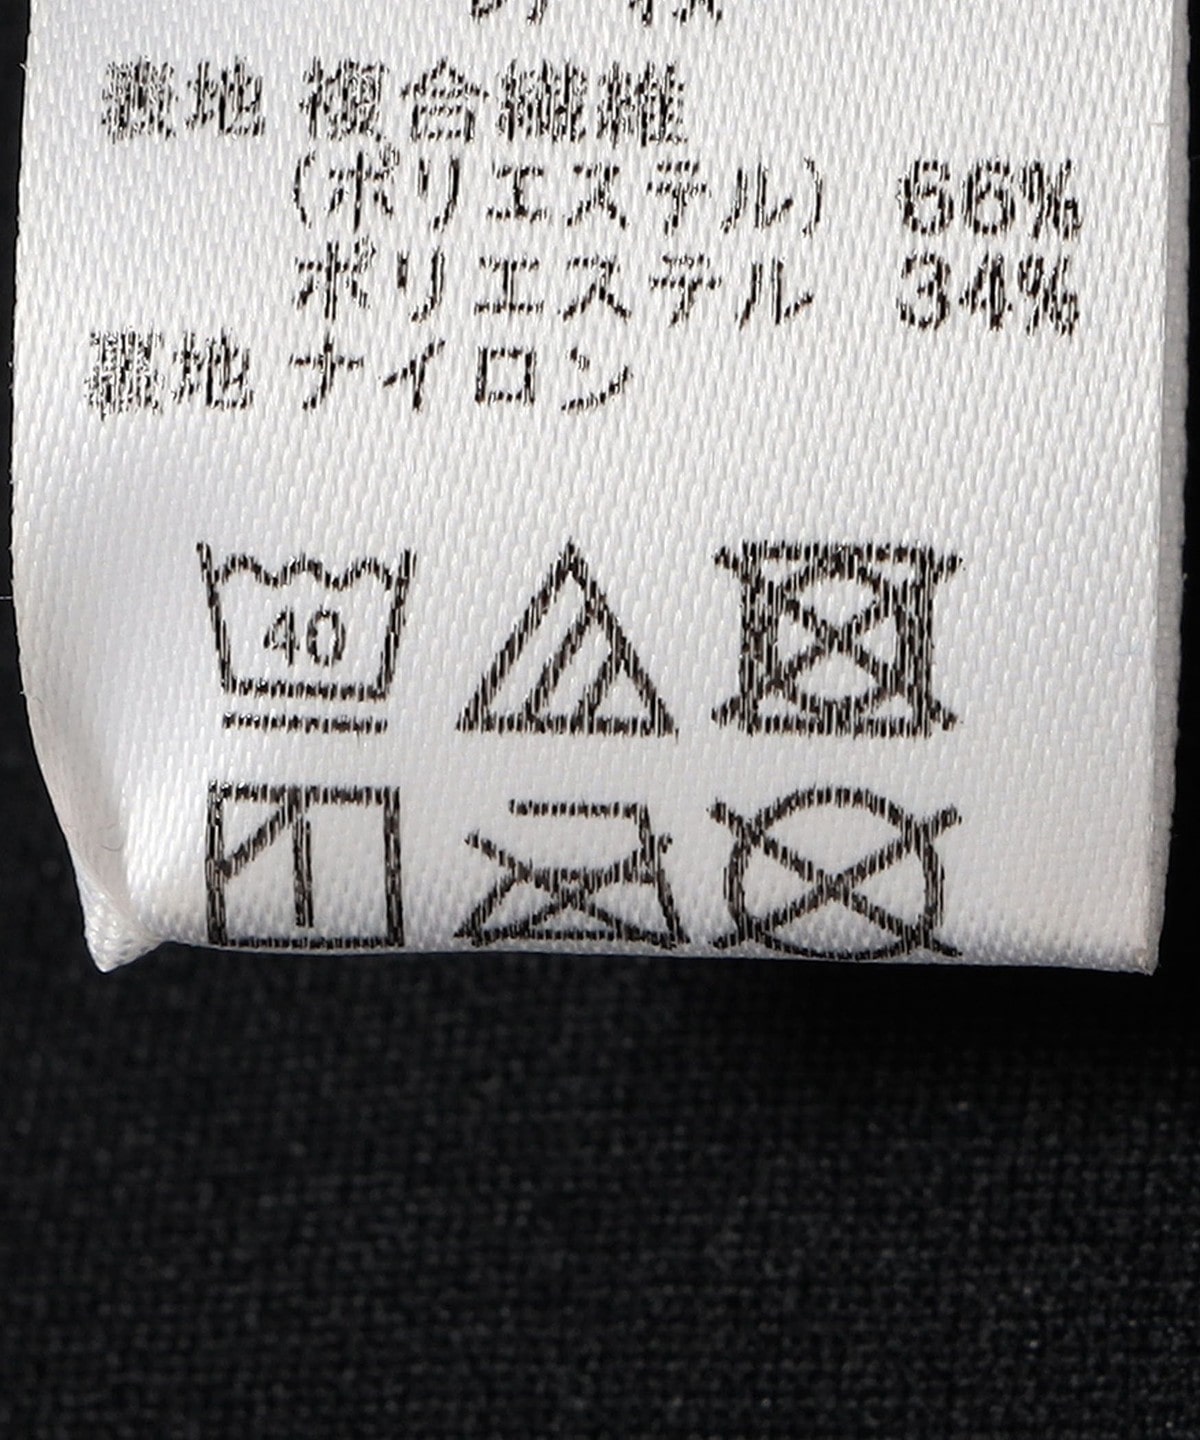 表地 複合繊維
(ポリエステル) 66%
ポリエステル 34%
裏地 ナイロン
40